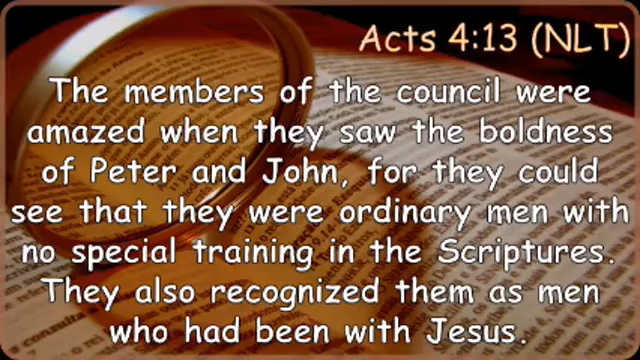 Acts 4:13 (NLT)
The members of the council were
amazed when they saw the boldness
of Peter and John, for they could
see that they were ordinary men with
no special training in the Scriptures.
They also recognized them as men
who had been with Jesus.